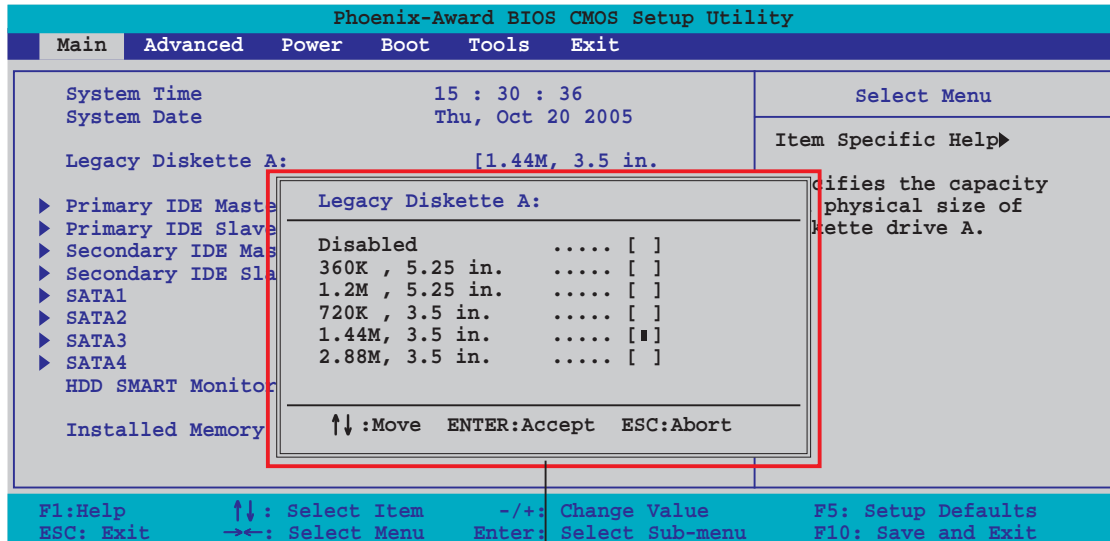 Phoenix-Award BIOS CMOS Setup Utility
Main Advanced Power Boot Tools Exit
System Time 15 : 30 : 36
System Date Thu, Oct 20 2005
Legacy Diskette A: [1.44M, 3.5 in.
Primary IDE Maste
Primary IDE Slave
Secondary IDE Mas
Secondary IDE Sla
SATA1
SATA2
SATA3
SATA4
HDD SMART Monitor
Installed Memory
Legacy Diskette A:
Disabled ..... [ ]
360K , 5.25 in. ..... [ ]
1.2M , 5.25 in. ..... [ ]
720K , 3.5 in. ..... [ ]
1.44M, 3.5 in. ..... [▮]
2.88M, 3.5 in. ..... [ ]
↑↓ :Move ENTER:Accept ESC:Abort
Select Menu
Item Specific Help▶
cifies the capacity
physical size of
kette drive A.
F1:Help ↑↓ : Select Item -/+: Change Value F5: Setup Defaults
ESC: Exit →←: Select Menu Enter: Select Sub-menu F10: Save and Exit